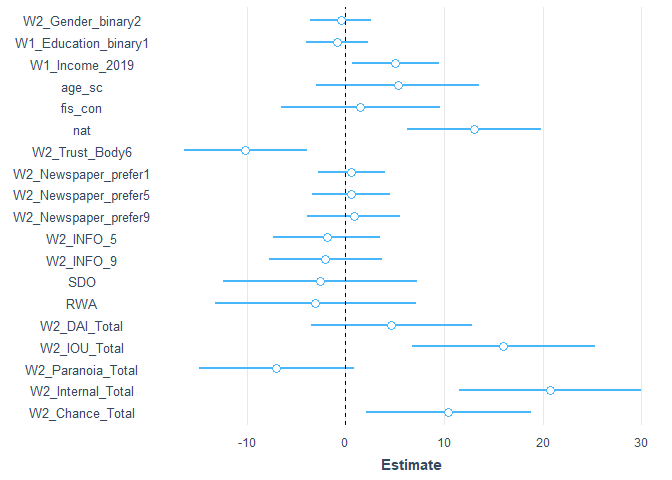 W2_Gender_binary2
W1_Education_binary1
W1_Income_2019
age_sc
fis_con
nat
W2_Trust_Body6
W2_Newspaper_prefer1
W2_Newspaper_prefer5
W2_Newspaper_prefer9
W2_INFO_5
W2_INFO_9
SDO
RWA
W2_DAI_Total
W2_IOU_Total
W2_Paranoia_Total
W2_Internal_Total
W2_Chance_Total
-10 0 10 20 30
Estimate